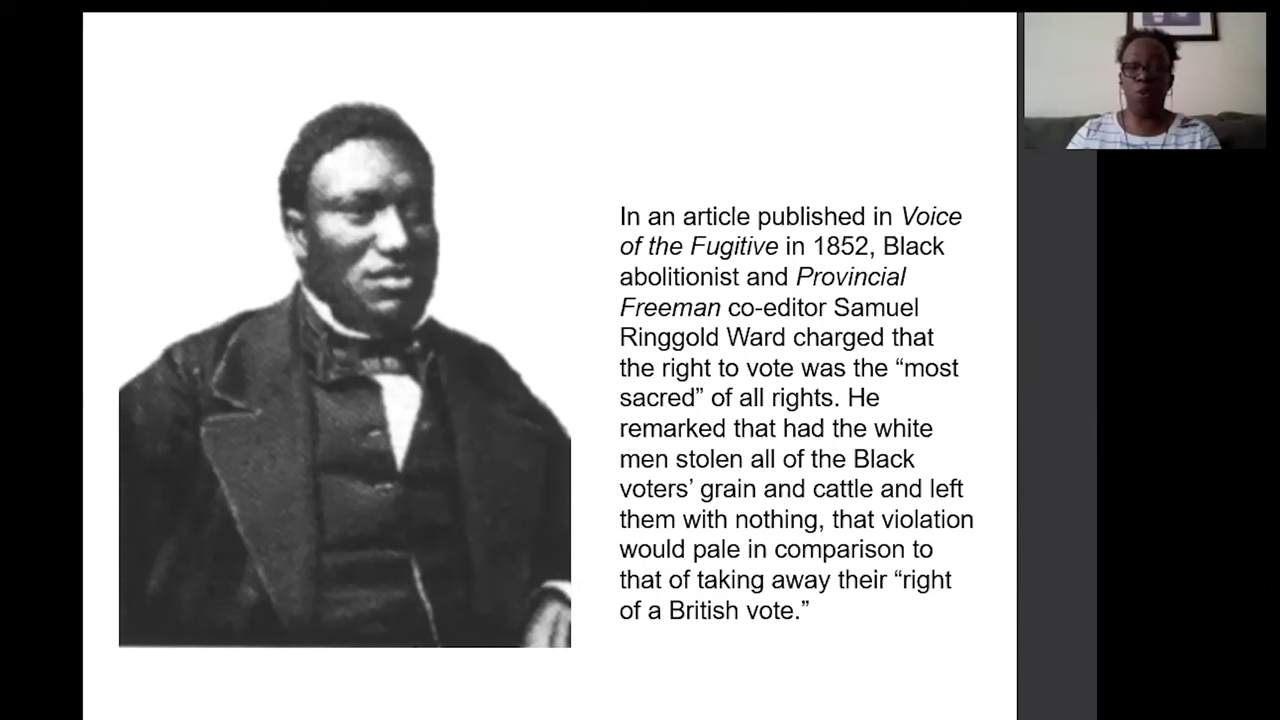 In an article published in Voice
of the Fugitive in 1852, Black
abolitionist and Provincial
Freeman co-editor Samuel
Ringgold Ward charged that
the right to vote was the “most
sacred” of all rights. He
remarked that had the white
men stolen all of the Black
voters’ grain and cattle and left
them with nothing, that violation
would pale in comparison to
that of taking away their “right
of a British vote.”